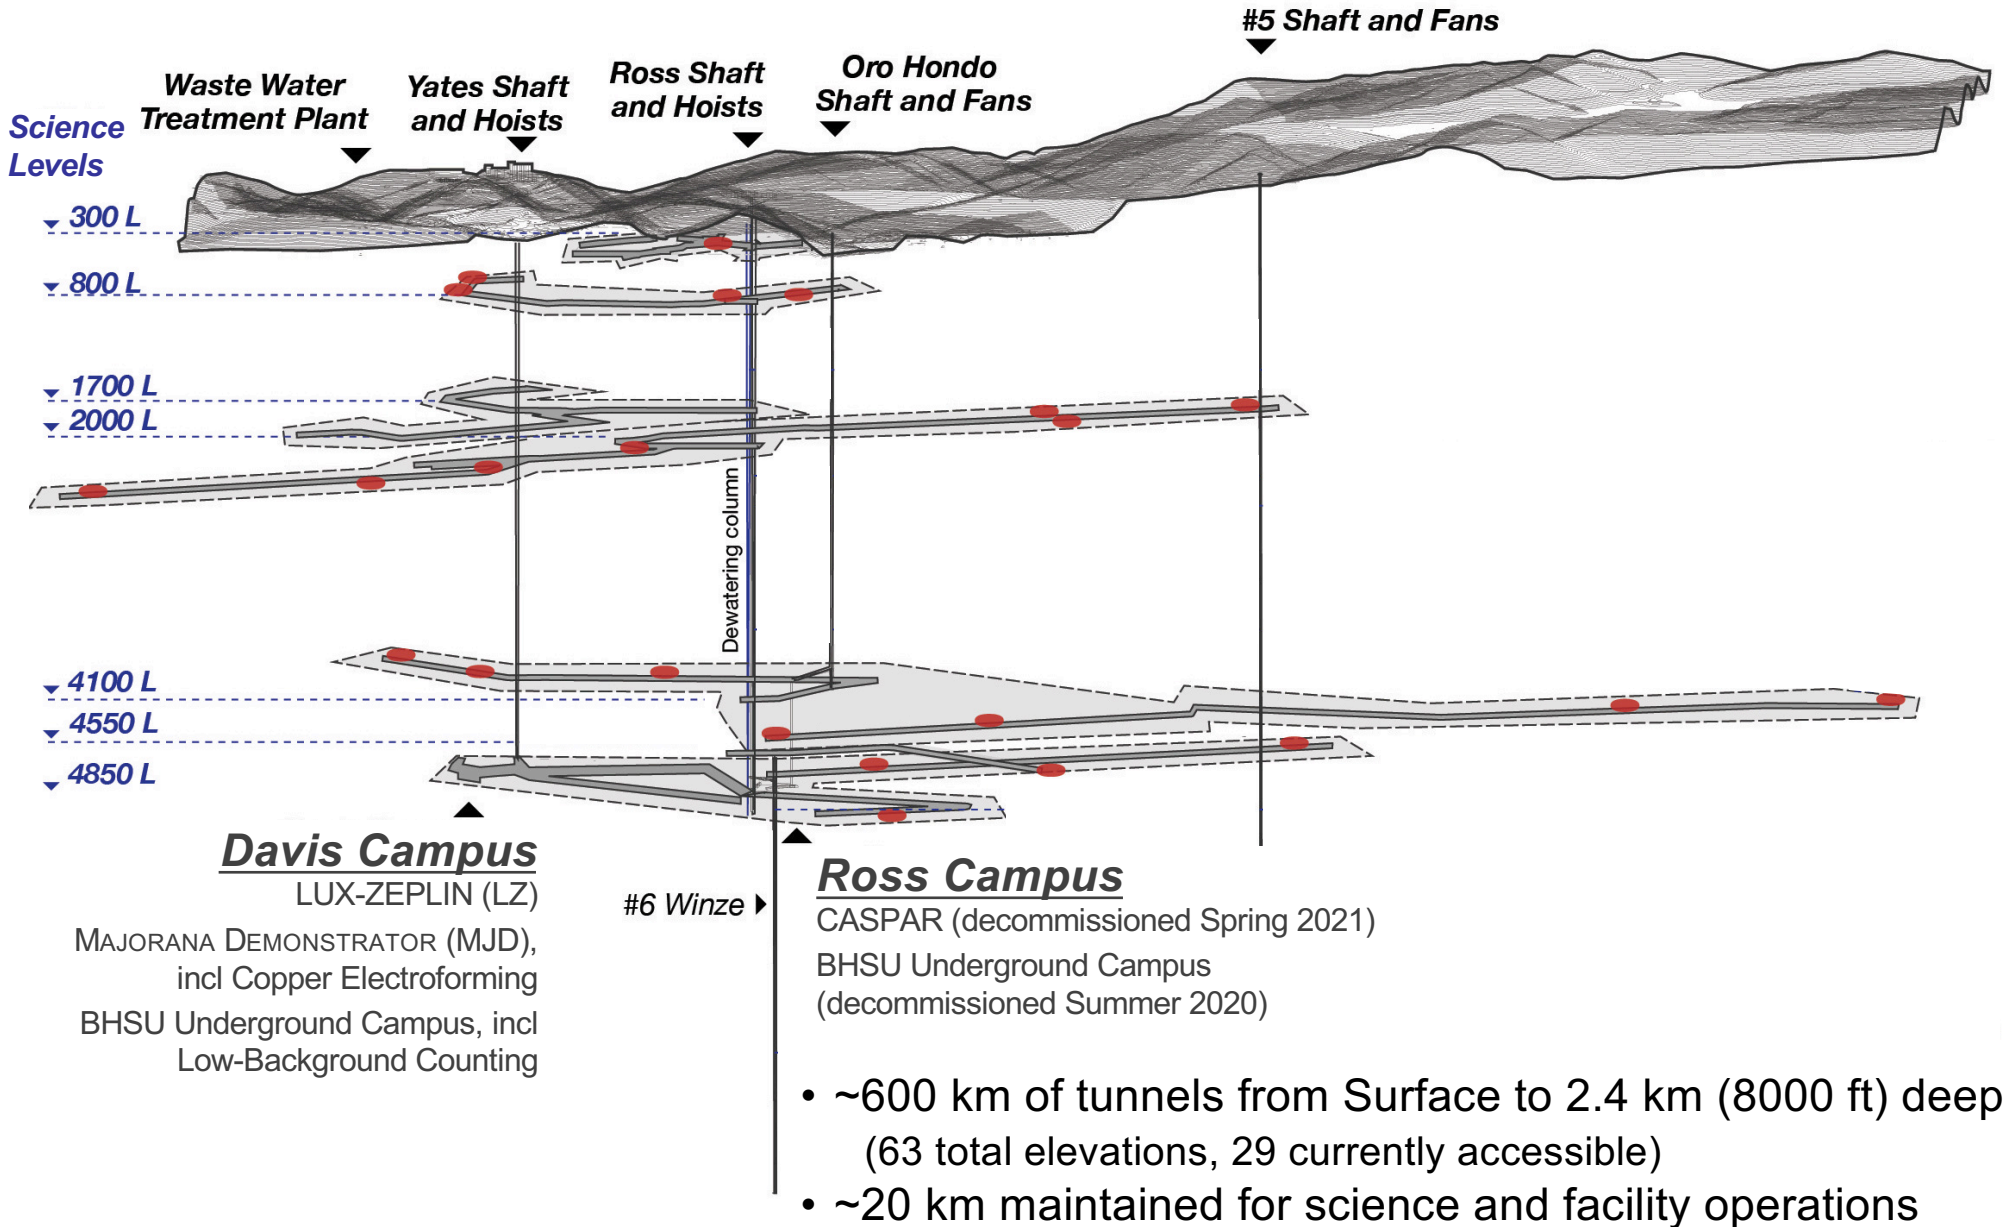 #5 Shaft and Fans
Waste Water
Treatment Plant
Yates Shaft
and Hoists
Ross Shaft
and Hoists
Oro Hondo
Shaft and Fans
Science
Levels
300 L
800 L
1700 L
2000 L
Dewatering column
4100 L
4550 L
4850 L
Davis Campus
LUX-ZEPLIN (LZ)
MAJORANA DEMONSTRATOR (MJD),
incl Copper Electroforming
BHSU Underground Campus, incl
Low-Background Counting
#6 Winze
Ross Campus
CASPAR (decommissioned Spring 2021)
BHSU Underground Campus
(decommissioned Summer 2020)
• ~600 km of tunnels from Surface to 2.4 km (8000 ft) deep
(63 total elevations, 29 currently accessible)
• ~20 km maintained for science and facility operations